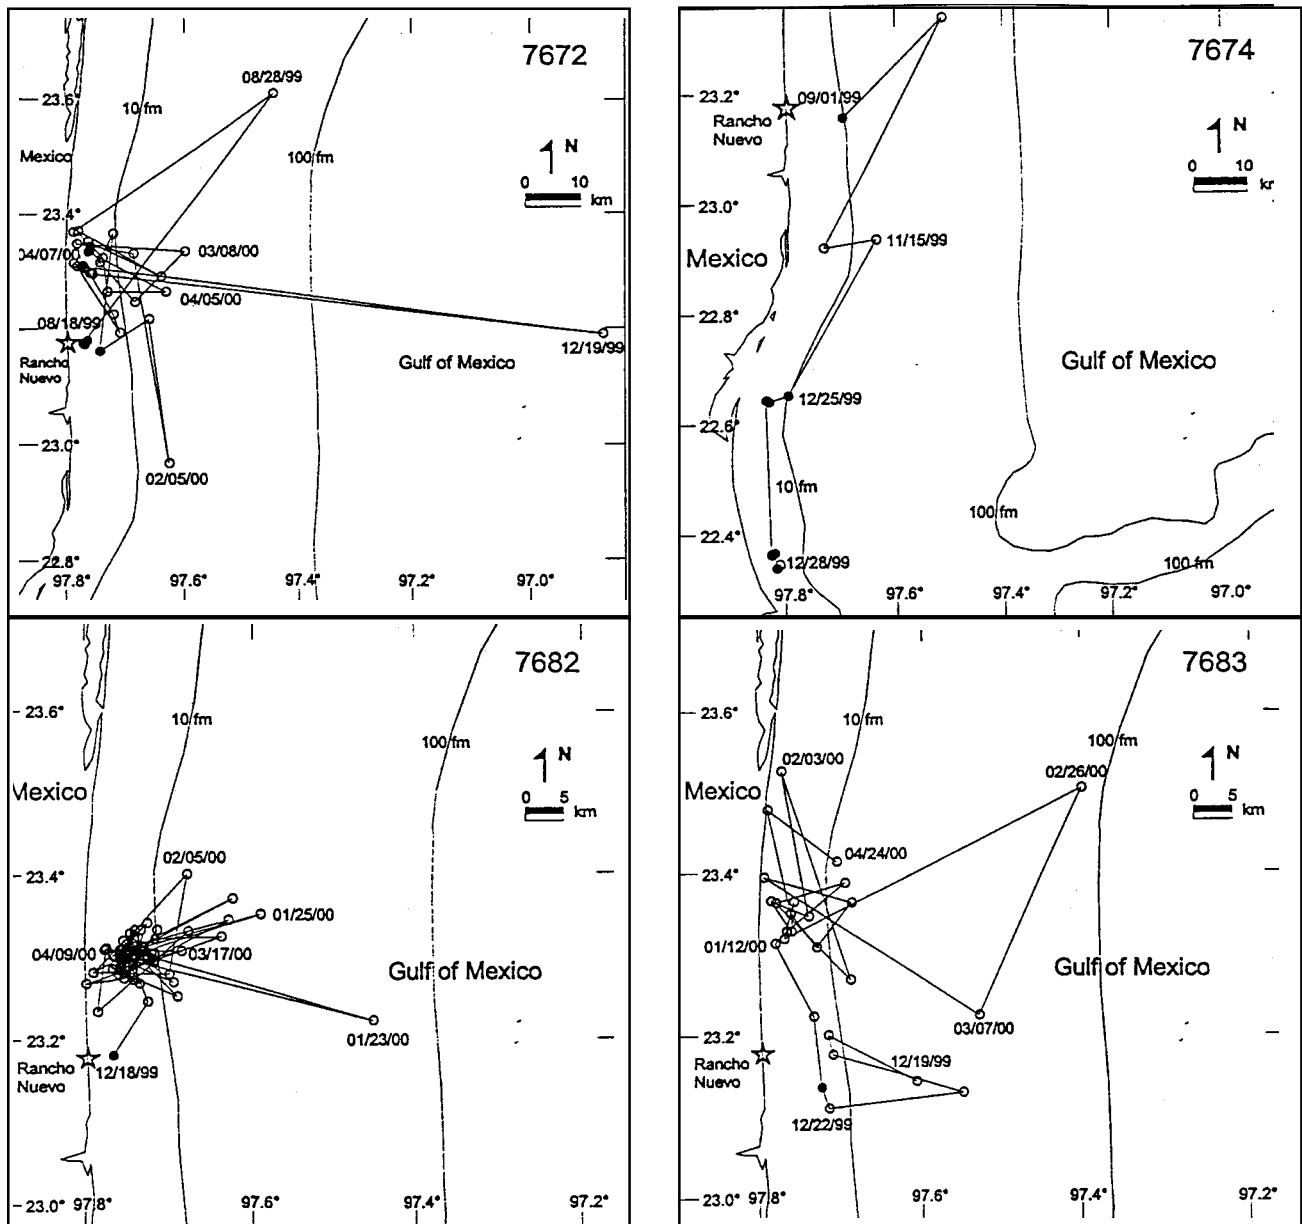 7672
08/28/99
23.6°
10 fm
Mexico
100 fm
N
0 10
km
23.4°
04/07/00
03/08/00
04/05/00
08/18/99
12/19/99
Rancho
Nuevo
Gulf of Mexico
23.0°
02/05/00
22.8°
97.8° 97.6° 97.4° 97.2° 97.0°
7674
23.2°
09/01/99
Rancho
Nuevo
N
0 10
km
23.0°
11/15/99
Mexico
22.8°
Gulf of Mexico
12/25/99
22.6°
10 fm
100 fm
22.4°
12/28/99
100 fm
97.8° 97.6° 97.4° 97.2° 97.0°
7682
23.6°
10 fm
100 fm
N
Mexico
0 5
km
02/05/00
23.4°
01/25/00
04/09/00
03/17/00
Gulf of Mexico
23.2°
01/23/00
Rancho
Nuevo
12/18/99
23.0° 97.8° 97.6° 97.4° 97.2°
7683
23.6°
10 fm
100 fm
02/03/00
02/26/00
N
Mexico
0 5
km
04/24/00
23.4°
01/12/00
Gulf of Mexico
03/07/00
23.2°
12/19/99
Rancho
Nuevo
12/22/99
23.0° 97.8° 97.6° 97.4° 97.2°